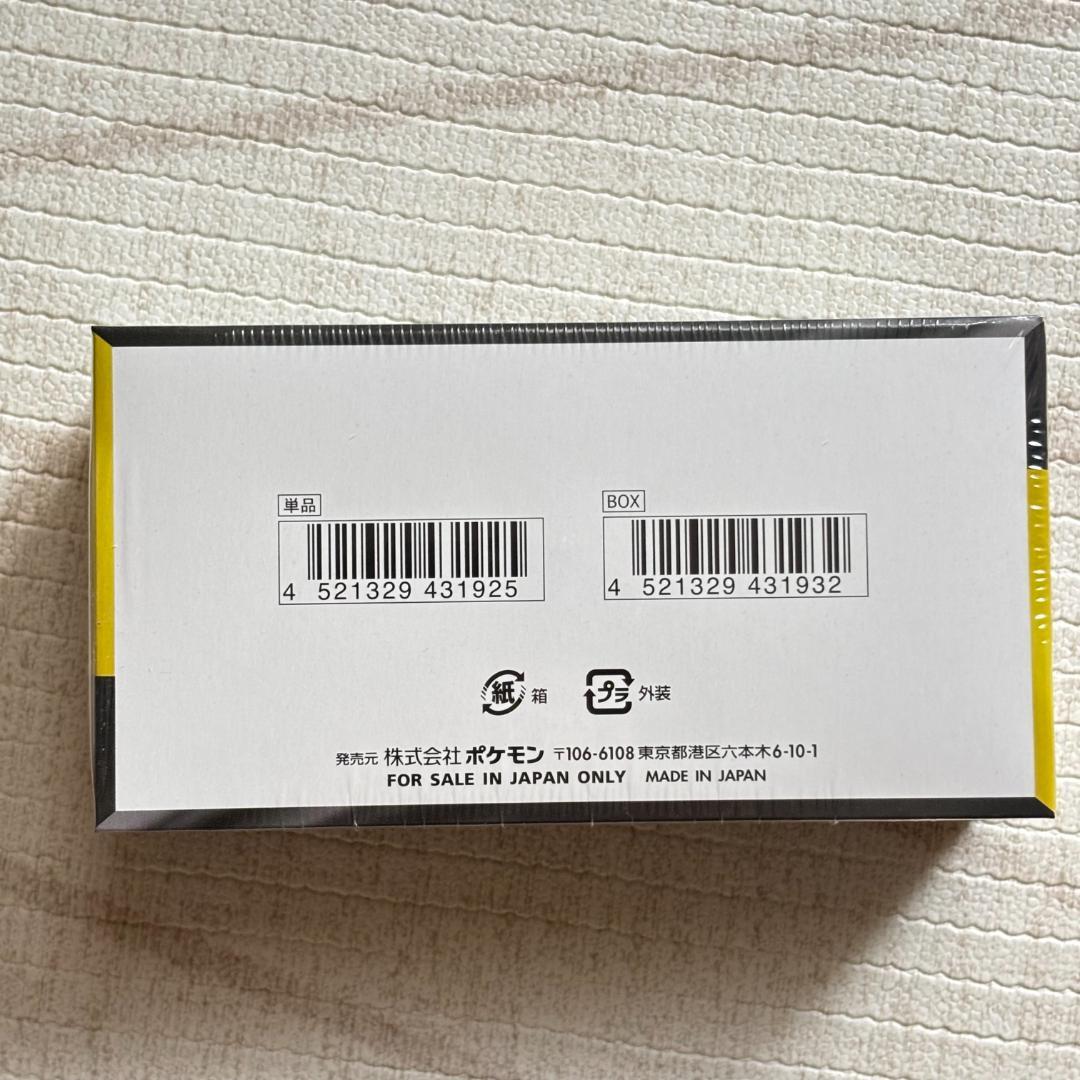 単品
BOX
4 521329 431925
4 521329 431932
紙 箱
プラ 外装
発売元 株式会社 ポケモン 〒106-6108 東京都港区六本木6-10-1
FOR SALE IN JAPAN ONLY MADE IN JAPAN